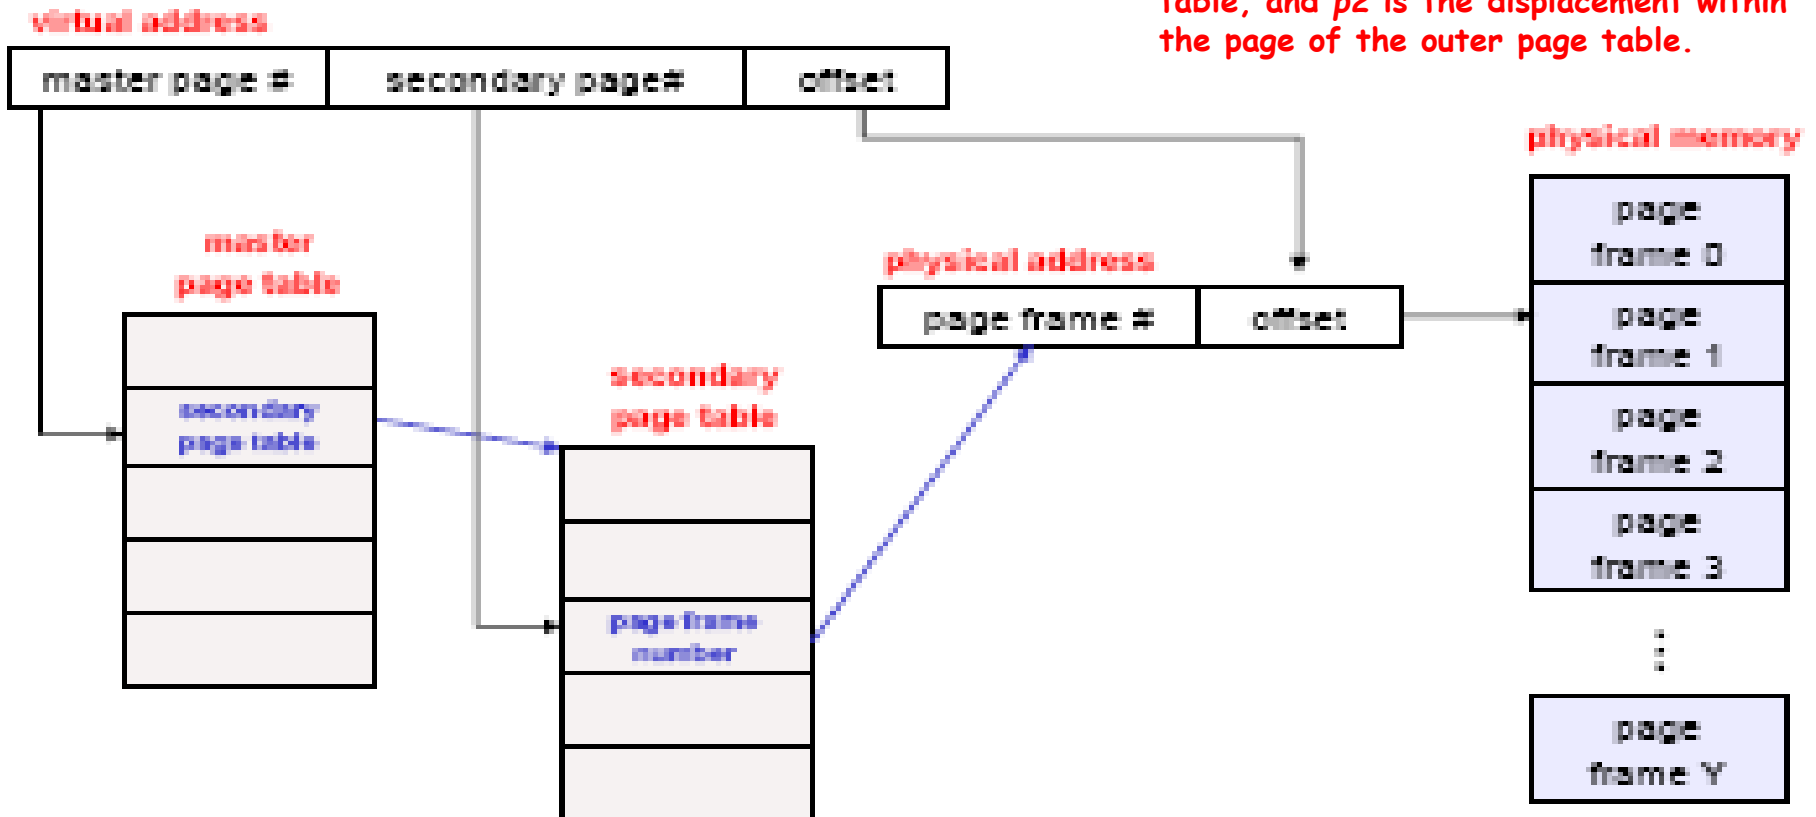 table, and p2 is the displacement within
the page of the outer page table.
virtual address
master page #
secondary page#
offset
physical memory
page
frame 0
page
frame 1
page
frame 2
page
frame 3
page
frame Y
master
page table
secondary
page table
physical address
page frame #
offset
secondary
page table
page frame
number